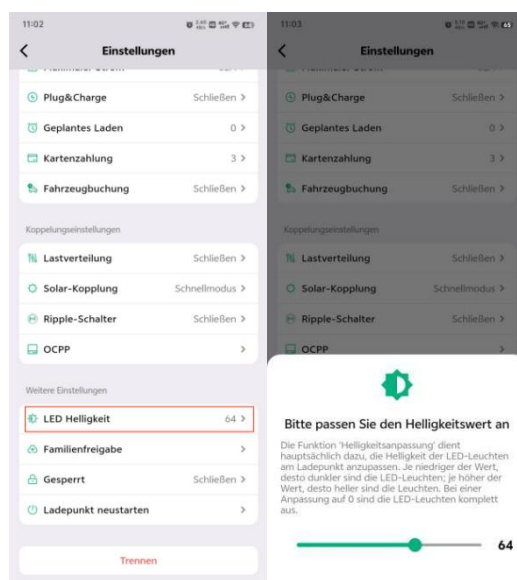 11:02
Einstellungen
Plug&Charge Schließen >
Geplantes Laden 0 >
Kartenzahlung 3 >
Fahrzeugbuchung Schließen >
Koppelungseinstellungen
Lastverteilung Schließen >
Solar-Kopplung Schnellmodus >
Ripple-Schalter Schließen >
OCPP >
Weitere Einstellungen
LED Helligkeit 64 >
Familienfreigabe >
Gesperrt Schließen >
Ladepunkt neustarten >
Trennen
11:03
Einstellungen
Plug&Charge Schließen >
Geplantes Laden 0 >
Kartenzahlung 3 >
Fahrzeugbuchung Schließen >
Koppelungseinstellungen
Lastverteilung Schließen >
Solar-Kopplung Schnellmodus >
Ripple-Schalter Schließen >
OCPP >
Bitte passen Sie den Helligkeitswert an
Die Funktion 'Helligkeitsanpassung' dient
hauptsächlich dazu, die Helligkeit der LED-Leuchten
am Ladepunkt anzupassen. Je niedriger der Wert,
desto dunkler sind die LED-Leuchten; je höher der
Wert, desto heller sind die Leuchten. Bei einer
Anpassung auf 0 sind die LED-Leuchten komplett
aus.
64